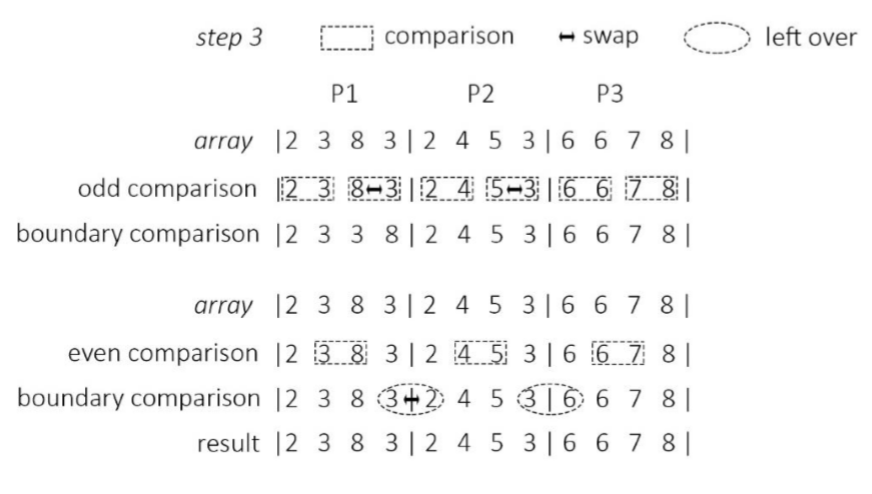 step 3 comparison swap left over
P1 P2 P3
array |2 3 8 3|2 4 5 3|6 6 7 8|
odd comparison |2 3 8 3|2 4 5 3|6 6 7 8|
boundary comparison |2 3 3 8|2 4 5 3|6 6 7 8|
array |2 3 8 3|2 4 5 3|6 6 7 8|
even comparison |2 3 8 3|2 4 5 3|6 6 7 8|
boundary comparison |2 3 8 3|2 4 5 3|6 6 7 8|
result |2 3 8 3|2 4 5 3|6 6 7 8|